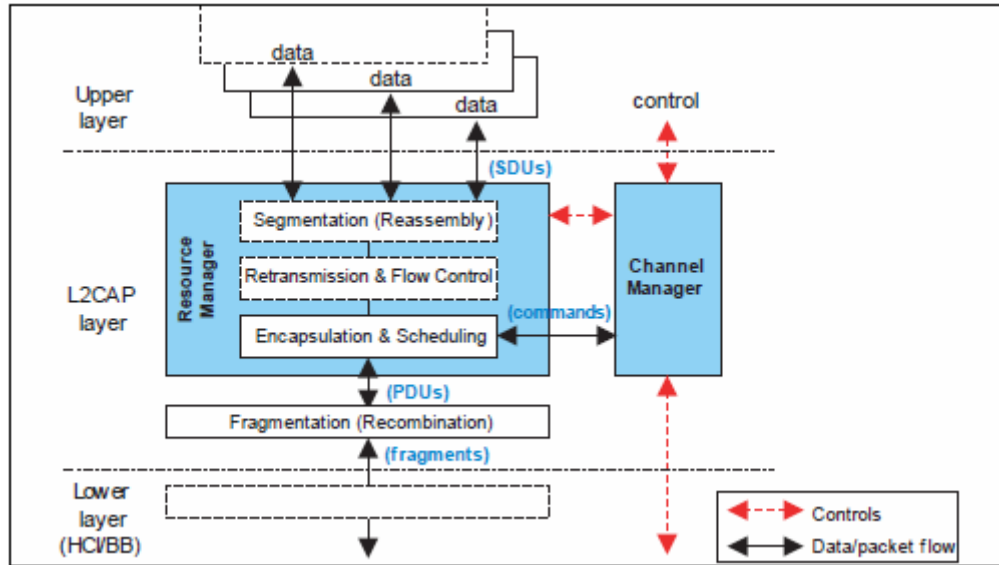 data
data
data
Upper
layer
control
(SDUs)
Segmentation (Reassembly)
Resource
Manager
Retransmission & Flow Control
Channel
Manager
L2CAP
layer
(commands)
Encapsulation & Scheduling
(PDUs)
Fragmentation (Recombination)
(fragments)
Lower
layer
(HCI/BB)
Controls
Data/packet flow